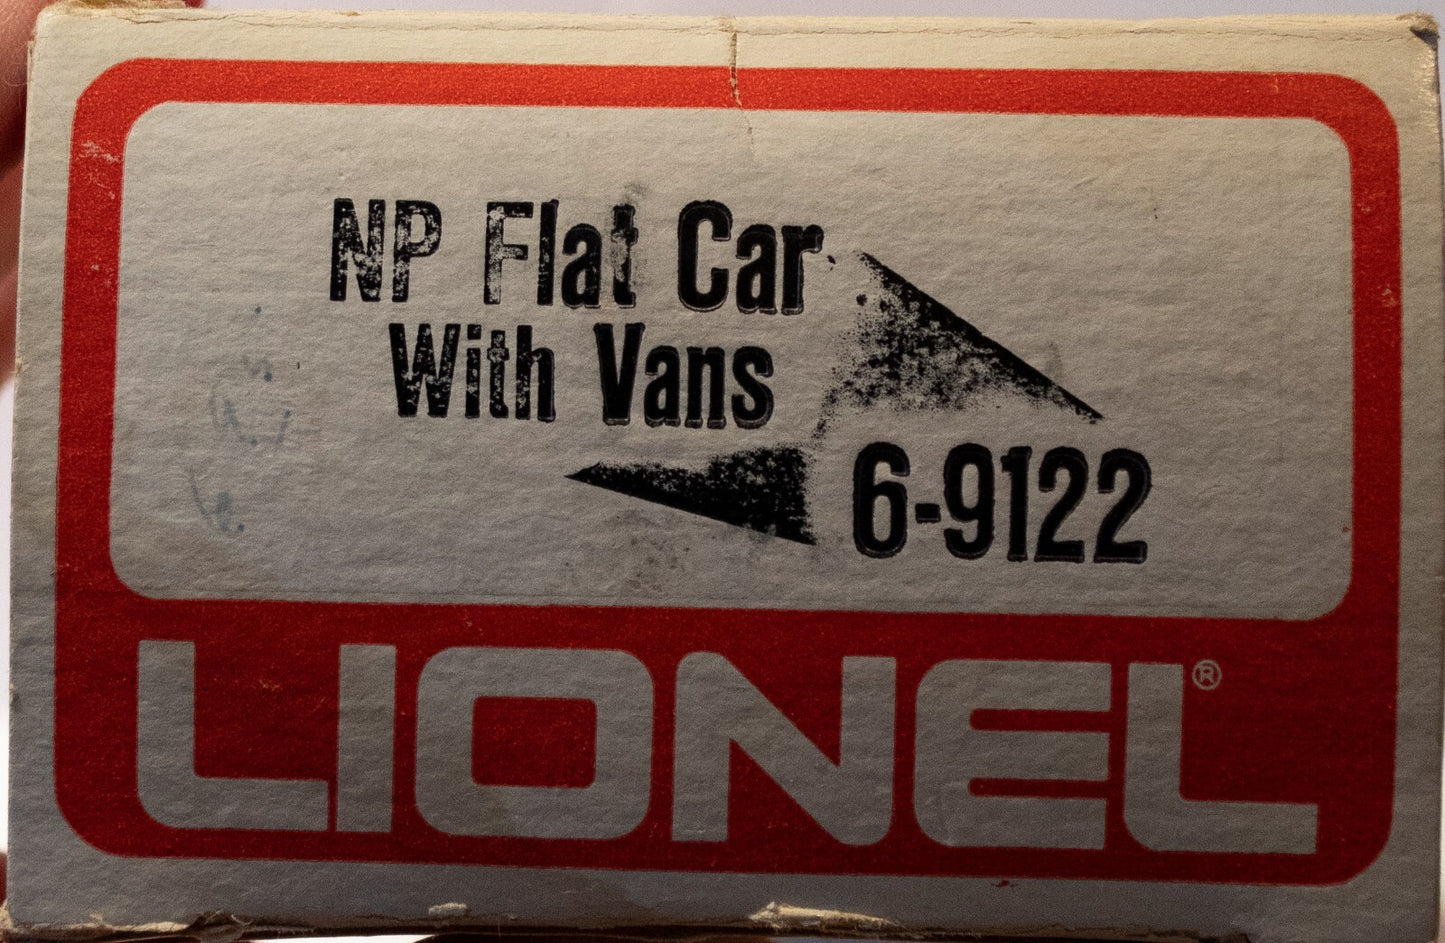 NP Flat Car
With Vans
6-9122
LIONEL®